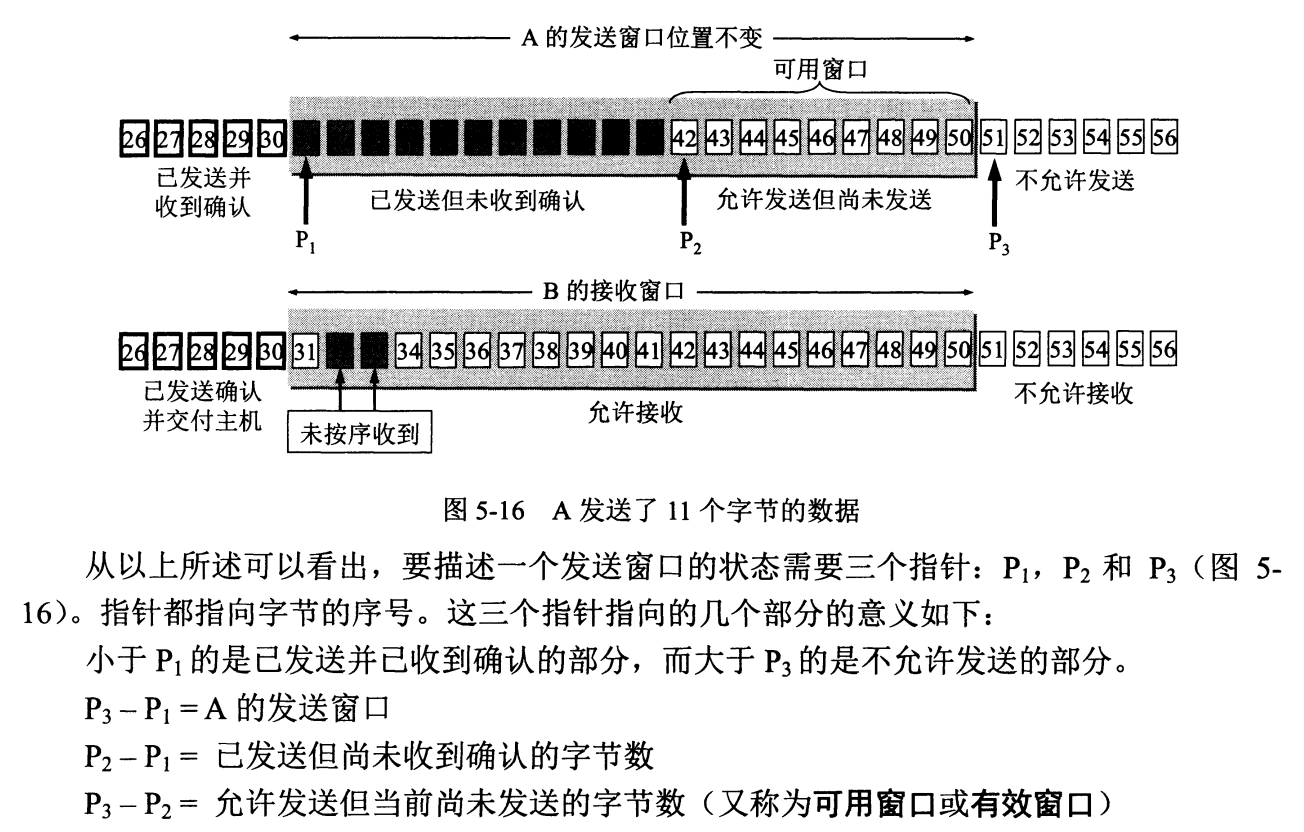 A 的发送窗口位置不变
可用窗口
26 27 28 29 30 42 43 44 45 46 47 48 49 50 51 52 53 54 55 56
已发送并
收到确认
已发送但未收到确认
允许发送但尚未发送
不允许发送
P₁
P₂
P₃
B 的接收窗口
26 27 28 29 30 31 34 35 36 37 38 39 40 41 42 43 44 45 46 47 48 49 50 51 52 53 54 55 56
已发送确认
并交付主机
未按序收到
允许接收
不允许接收
图 5-16 A 发送了 11 个字节的数据
从以上所述可以看出，要描述一个发送窗口的状态需要三个指针：P₁，P₂ 和 P₃（图 5-
16）。指针都指向字节的序号。这三个指针指向的几个部分的意义如下：
小于 P₁ 的是已发送并已收到确认的部分，而大于 P₃ 的是不允许发送的部分。
P₃ – P₁ = A 的发送窗口
P₂ – P₁ = 已发送但尚未收到确认的字节数
P₃ – P₂ = 允许发送但当前尚未发送的字节数（又称为可用窗口或有效窗口）